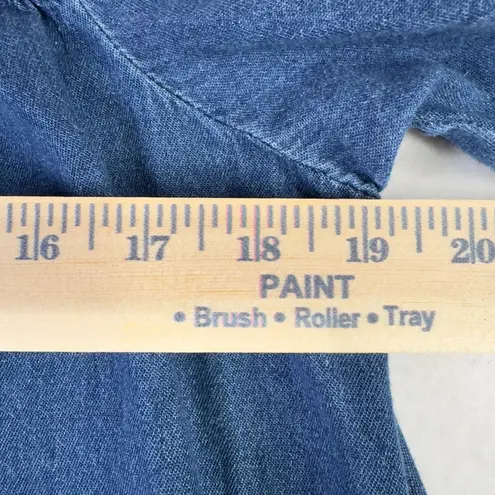 16 17 18 19 20
PAINT
• Brush • Roller • Tray